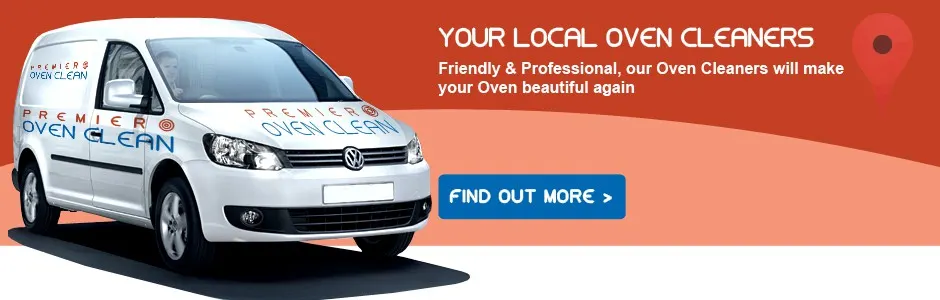 YOUR LOCAL OVEN CLEANERS
Friendly & Professional, our Oven Cleaners will make
your Oven beautiful again
FIND OUT MORE >
PREMIER
OVEN CLEAN
PREMIER
OVEN CLEAN
PREMIER
OVEN CLEAN